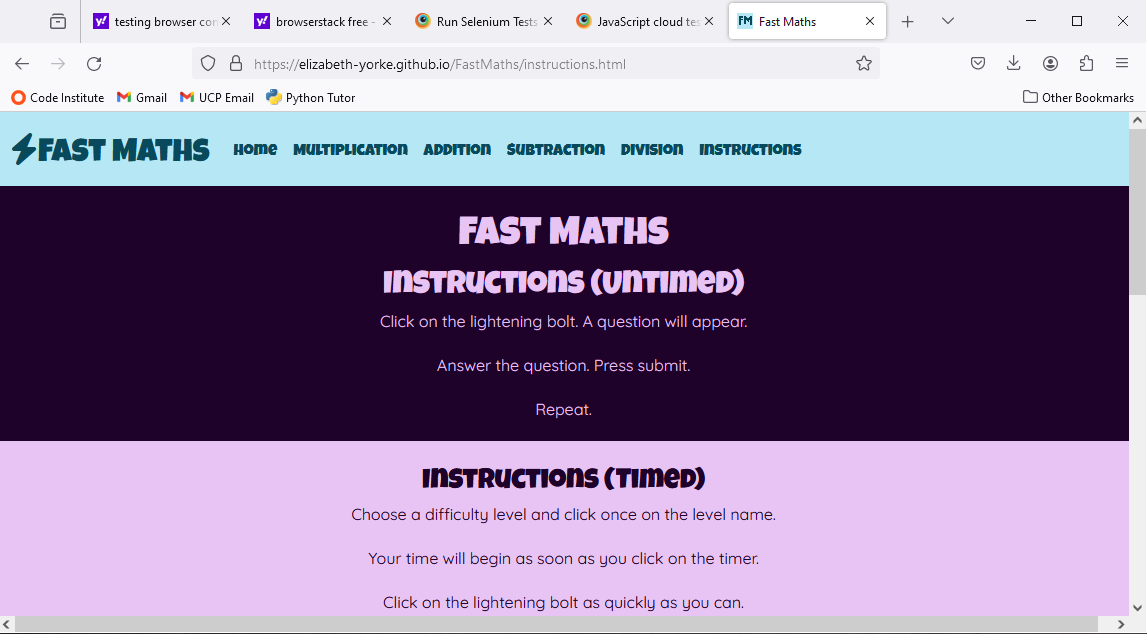 testing browser con
browserstack free -
Run Selenium Tests
JavaScript cloud tes
FM Fast Maths
https://elizabeth-yorke.github.io/FastMaths/instructions.html
Code Institute Gmail UCP Email Python Tutor Other Bookmarks
FAST MATHS Home Multiplication Addition Subtraction Division Instructions
Fast Maths
Instructions (Untimed)
Click on the lightening bolt. A question will appear.
Answer the question. Press submit.
Repeat.
Instructions (Timed)
Choose a difficulty level and click once on the level name.
Your time will begin as soon as you click on the timer.
Click on the lightening bolt as quickly as you can.